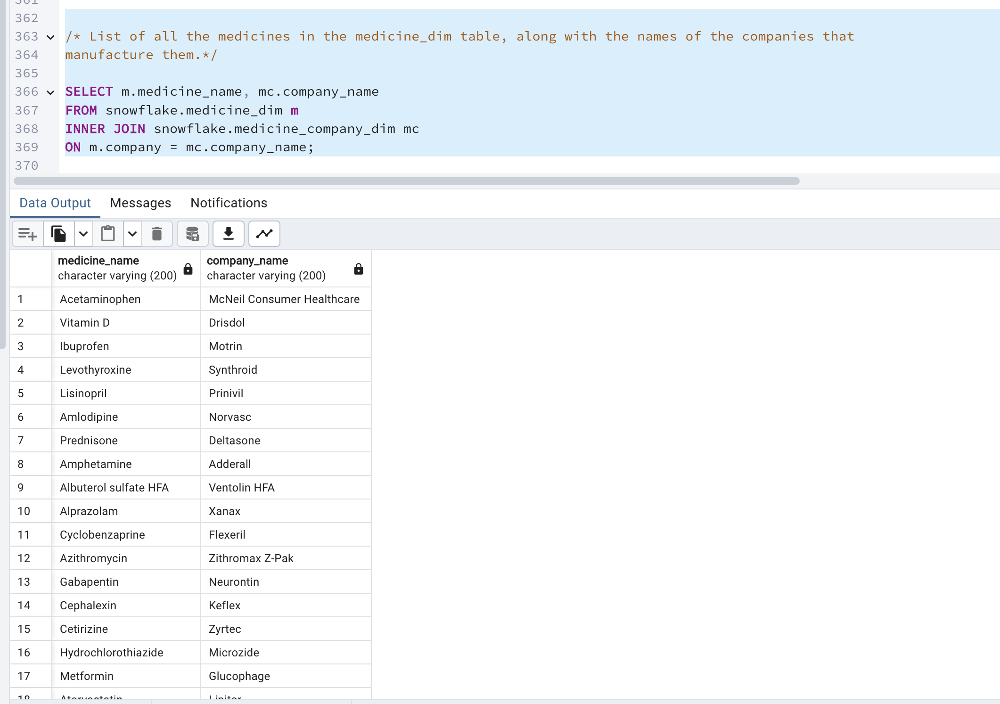 361
362
363 /* List of all the medicines in the medicine_dim table, along with the names of the companies that
364 manufacture them.*/
365
366 SELECT m.medicine_name, mc.company_name
367 FROM snowflake.medicine_dim m
368 INNER JOIN snowflake.medicine_company_dim mc
369 ON m.company = mc.company_name;
370
Data Output Messages Notifications
medicine_name company_name
character varying (200) character varying (200)
1 Acetaminophen McNeil Consumer Healthcare
2 Vitamin D Drisdol
3 Ibuprofen Motrin
4 Levothyroxine Synthroid
5 Lisinopril Prinivil
6 Amlodipine Norvasc
7 Prednisone Deltasone
8 Amphetamine Adderall
9 Albuterol sulfate HFA Ventolin HFA
10 Alprazolam Xanax
11 Cyclobenzaprine Flexeril
12 Azithromycin Zithromax Z-Pak
13 Gabapentin Neurontin
14 Cephalexin Keflex
15 Cetirizine Zyrtec
16 Hydrochlorothiazide Microzide
17 Metformin Glucophage
18 Atorvastatin Lipitor